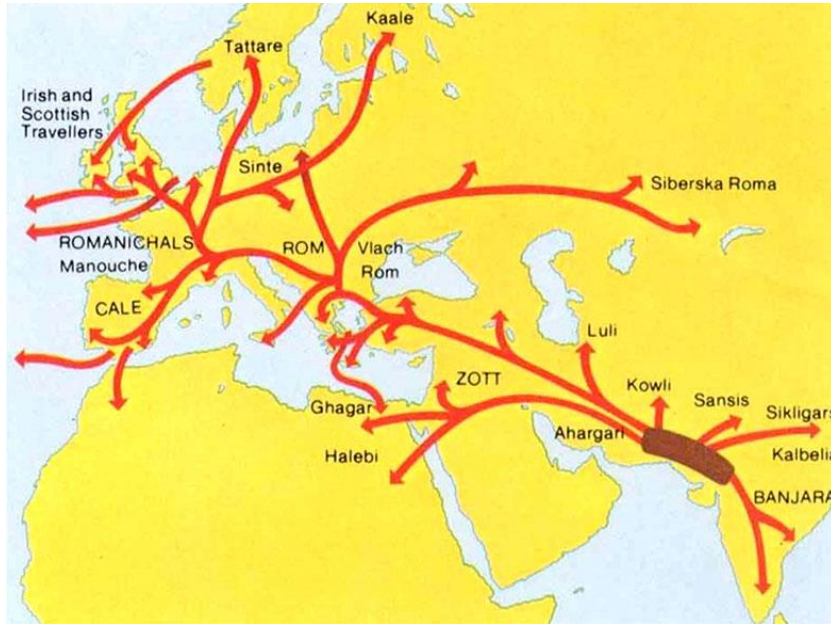 Kaale
Tattare
Irish and
Scottish
Travellers
Sinte
Siberska Roma
ROMANICHALS
Manouche
ROM
Vlach
Rom
CALE
Luli
ZOTT
Kowli
Sansis
Ghagar
Sikligars
Ahargari
Halebi
Kalbelia
BANJARA